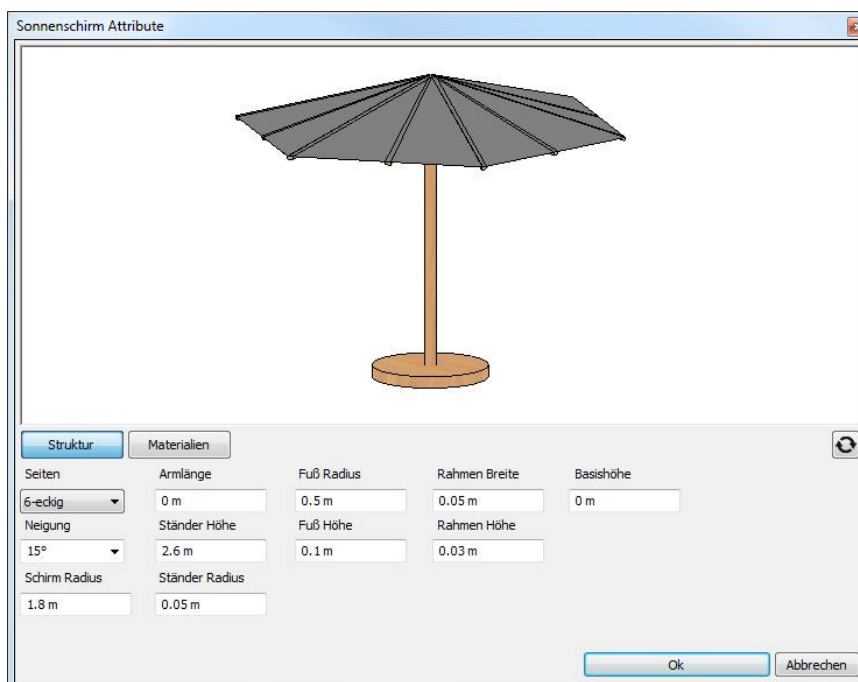 Sonnenschirm Attribute
Struktur Materialien
Seiten Armlänge Fuß Radius Rahmen Breite Basishöhe
6-eckig 0 m 0.5 m 0.05 m 0 m
Neigung Ständer Höhe Fuß Höhe Rahmen Höhe
15° 2.6 m 0.1 m 0.03 m
Schirm Radius Ständer Radius
1.8 m 0.05 m
Ok Abbrechen